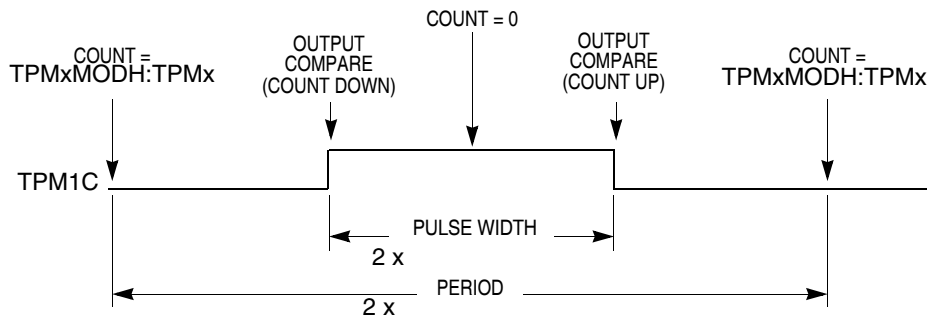 COUNT = 0
COUNT =
TPMxMODH:TPMx
OUTPUT
COMPARE
(COUNT DOWN)
OUTPUT
COMPARE
(COUNT UP)
COUNT =
TPMxMODH:TPMx
TPM1C
PULSE WIDTH
2 x
PERIOD
2 x